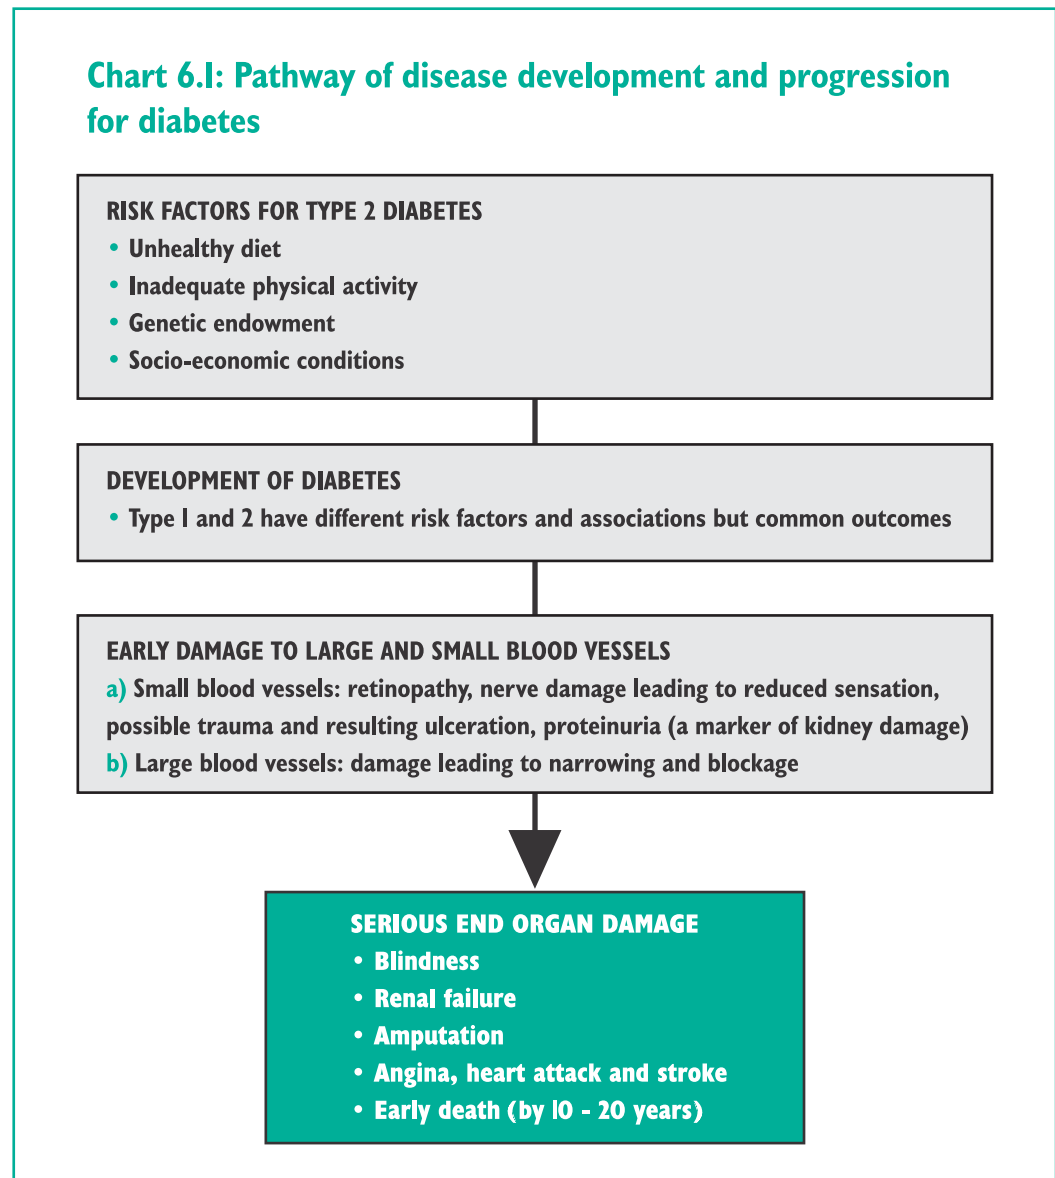 Chart 6.1: Pathway of disease development and progression
for diabetes
RISK FACTORS FOR TYPE 2 DIABETES
• Unhealthy diet
• Inadequate physical activity
• Genetic endowment
• Socio-economic conditions
DEVELOPMENT OF DIABETES
• Type 1 and 2 have different risk factors and associations but common outcomes
EARLY DAMAGE TO LARGE AND SMALL BLOOD VESSELS
a) Small blood vessels: retinopathy, nerve damage leading to reduced sensation,
possible trauma and resulting ulceration, proteinuria (a marker of kidney damage)
b) Large blood vessels: damage leading to narrowing and blockage
SERIOUS END ORGAN DAMAGE
• Blindness
• Renal failure
• Amputation
• Angina, heart attack and stroke
• Early death (by 10 - 20 years)